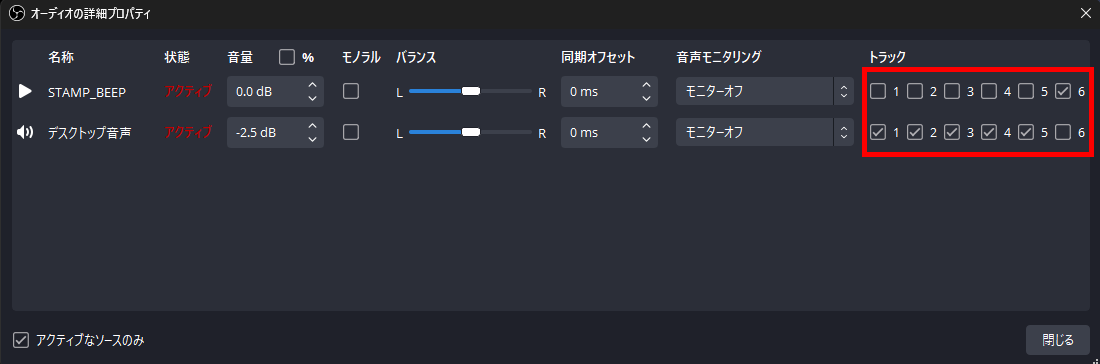 オーディオの詳細プロパティ
名称 状態 音量 % モノラル バランス 同期オフセット 音声モニタリング トラック
STAMP_BEEP アクティブ 0.0 dB L R 0 ms モニターオフ 1 2 3 4 5 6
デスクトップ音声 アクティブ -2.5 dB L R 0 ms モニターオフ 1 2 3 4 5 6
アクティブなソースのみ 閉じる